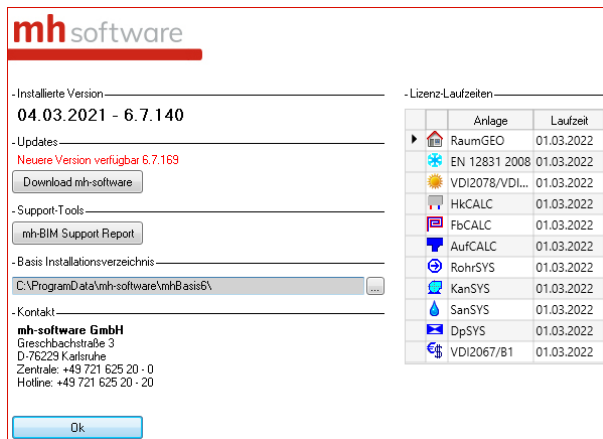 mh software
Installierte Version
04.03.2021 - 6.7.140
Updates
Neuere Version verfügbar 6.7.169
Download mh-software
Support-Tools
mh-BIM Support Report
Basis Installationsverzeichnis
C:\ProgramData\mh-software\mhBasis6\
...
Kontakt
mh-software GmbH
Greschbachstraße 3
D-76229 Karlsruhe
Zentrale: +49 721 625 20 - 0
Hotline: +49 721 625 20 - 20
Ok
Lizenz-Laufzeiten
Anlage Laufzeit
RaumGEO 01.03.2022
EN 12831 2008 01.03.2022
VDI2078/VDI... 01.03.2022
HkCALC 01.03.2022
FbCALC 01.03.2022
AufCALC 01.03.2022
RohrSYS 01.03.2022
KanSYS 01.03.2022
SanSYS 01.03.2022
DpSYS 01.03.2022
VDI2067/B1 01.03.2022